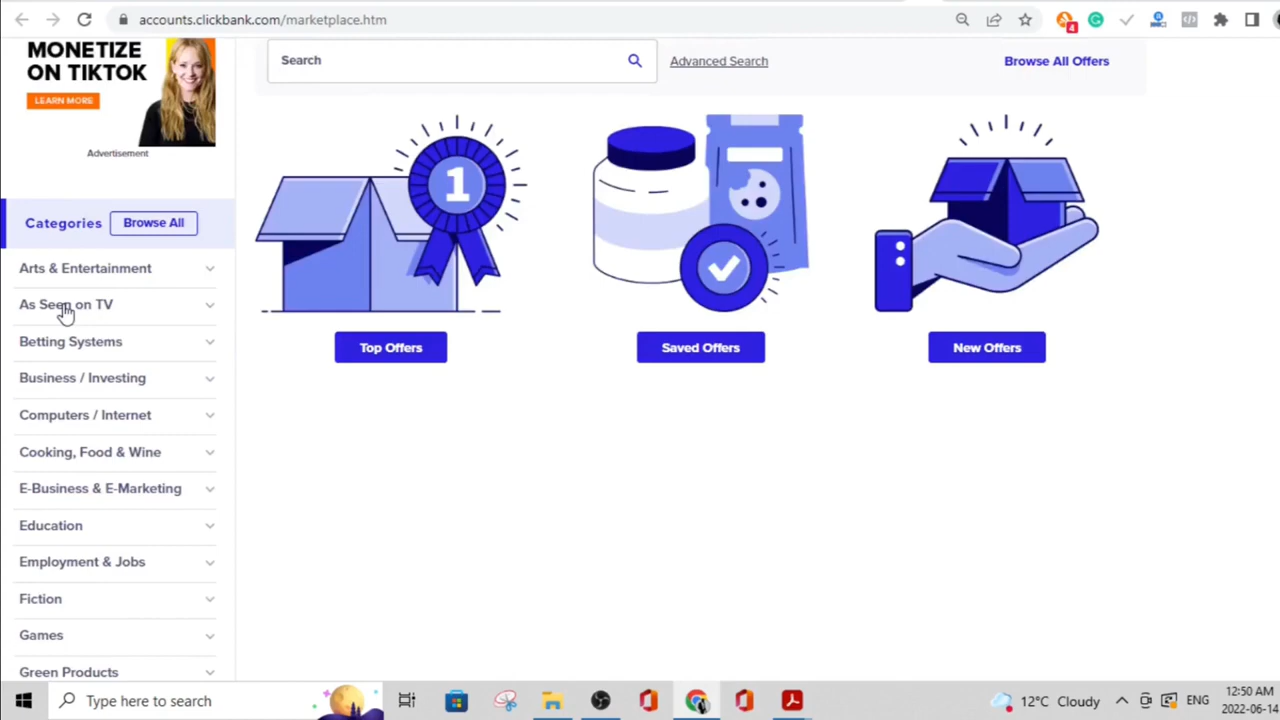 accounts.clickbank.com/marketplace.htm
4
MONETIZE
ON TIKTOK
LEARN MORE
Advertisement
Search
Advanced Search
Browse All Offers
1
Top Offers
Saved Offers
New Offers
Categories
Browse All
Arts & Entertainment
As Seen on TV
Betting Systems
Business / Investing
Computers / Internet
Cooking, Food & Wine
E-Business & E-Marketing
Education
Employment & Jobs
Fiction
Games
Green Products
Type here to search
12°C Cloudy
ENG
12:50 AM
2022-06-14